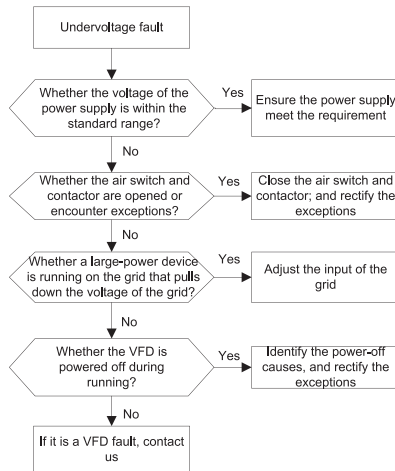 Undervoltage fault
Whether the voltage of the
power supply is within the
standard range?
Yes
Ensure the power supply
meet the requirement
No
Whether the air switch and
contactor are opened or
encounter exceptions?
Yes
Close the air switch and
contactor; and rectify the
exceptions
No
Whether a large-power device
is running on the grid that pulls
down the voltage of the grid?
Yes
Adjust the input of the
grid
No
Whether the VFD is
powered off during
running?
Yes
Identify the power-off
causes, and rectify the
exceptions
No
If it is a VFD fault, contact
us